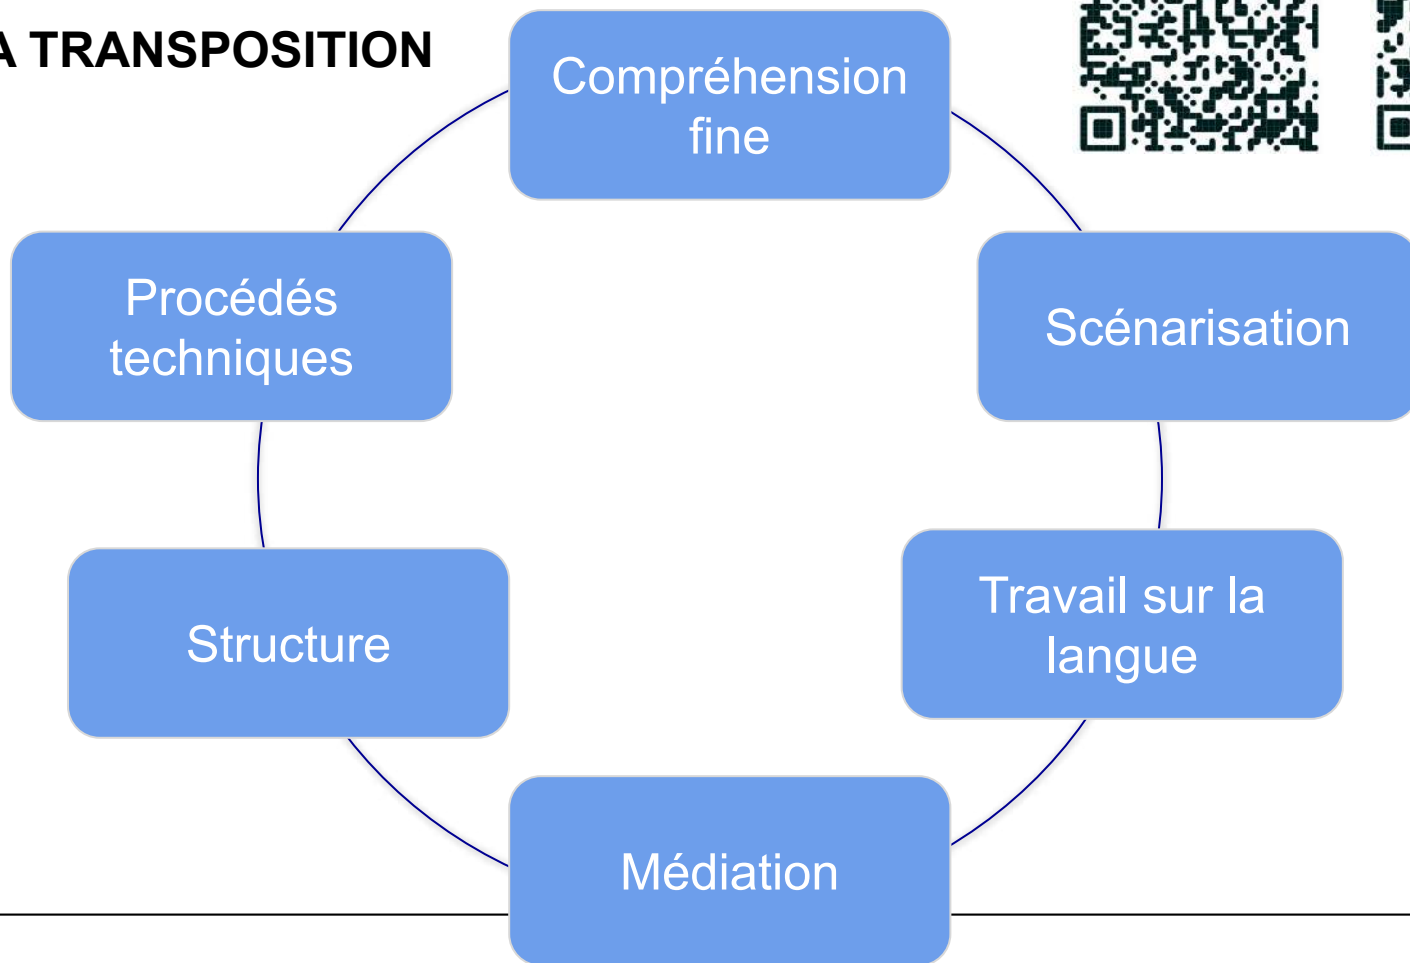 A TRANSPOSITION
Compréhension
fine
Procédés
techniques
Scénarisation
Structure
Travail sur la
langue
Médiation